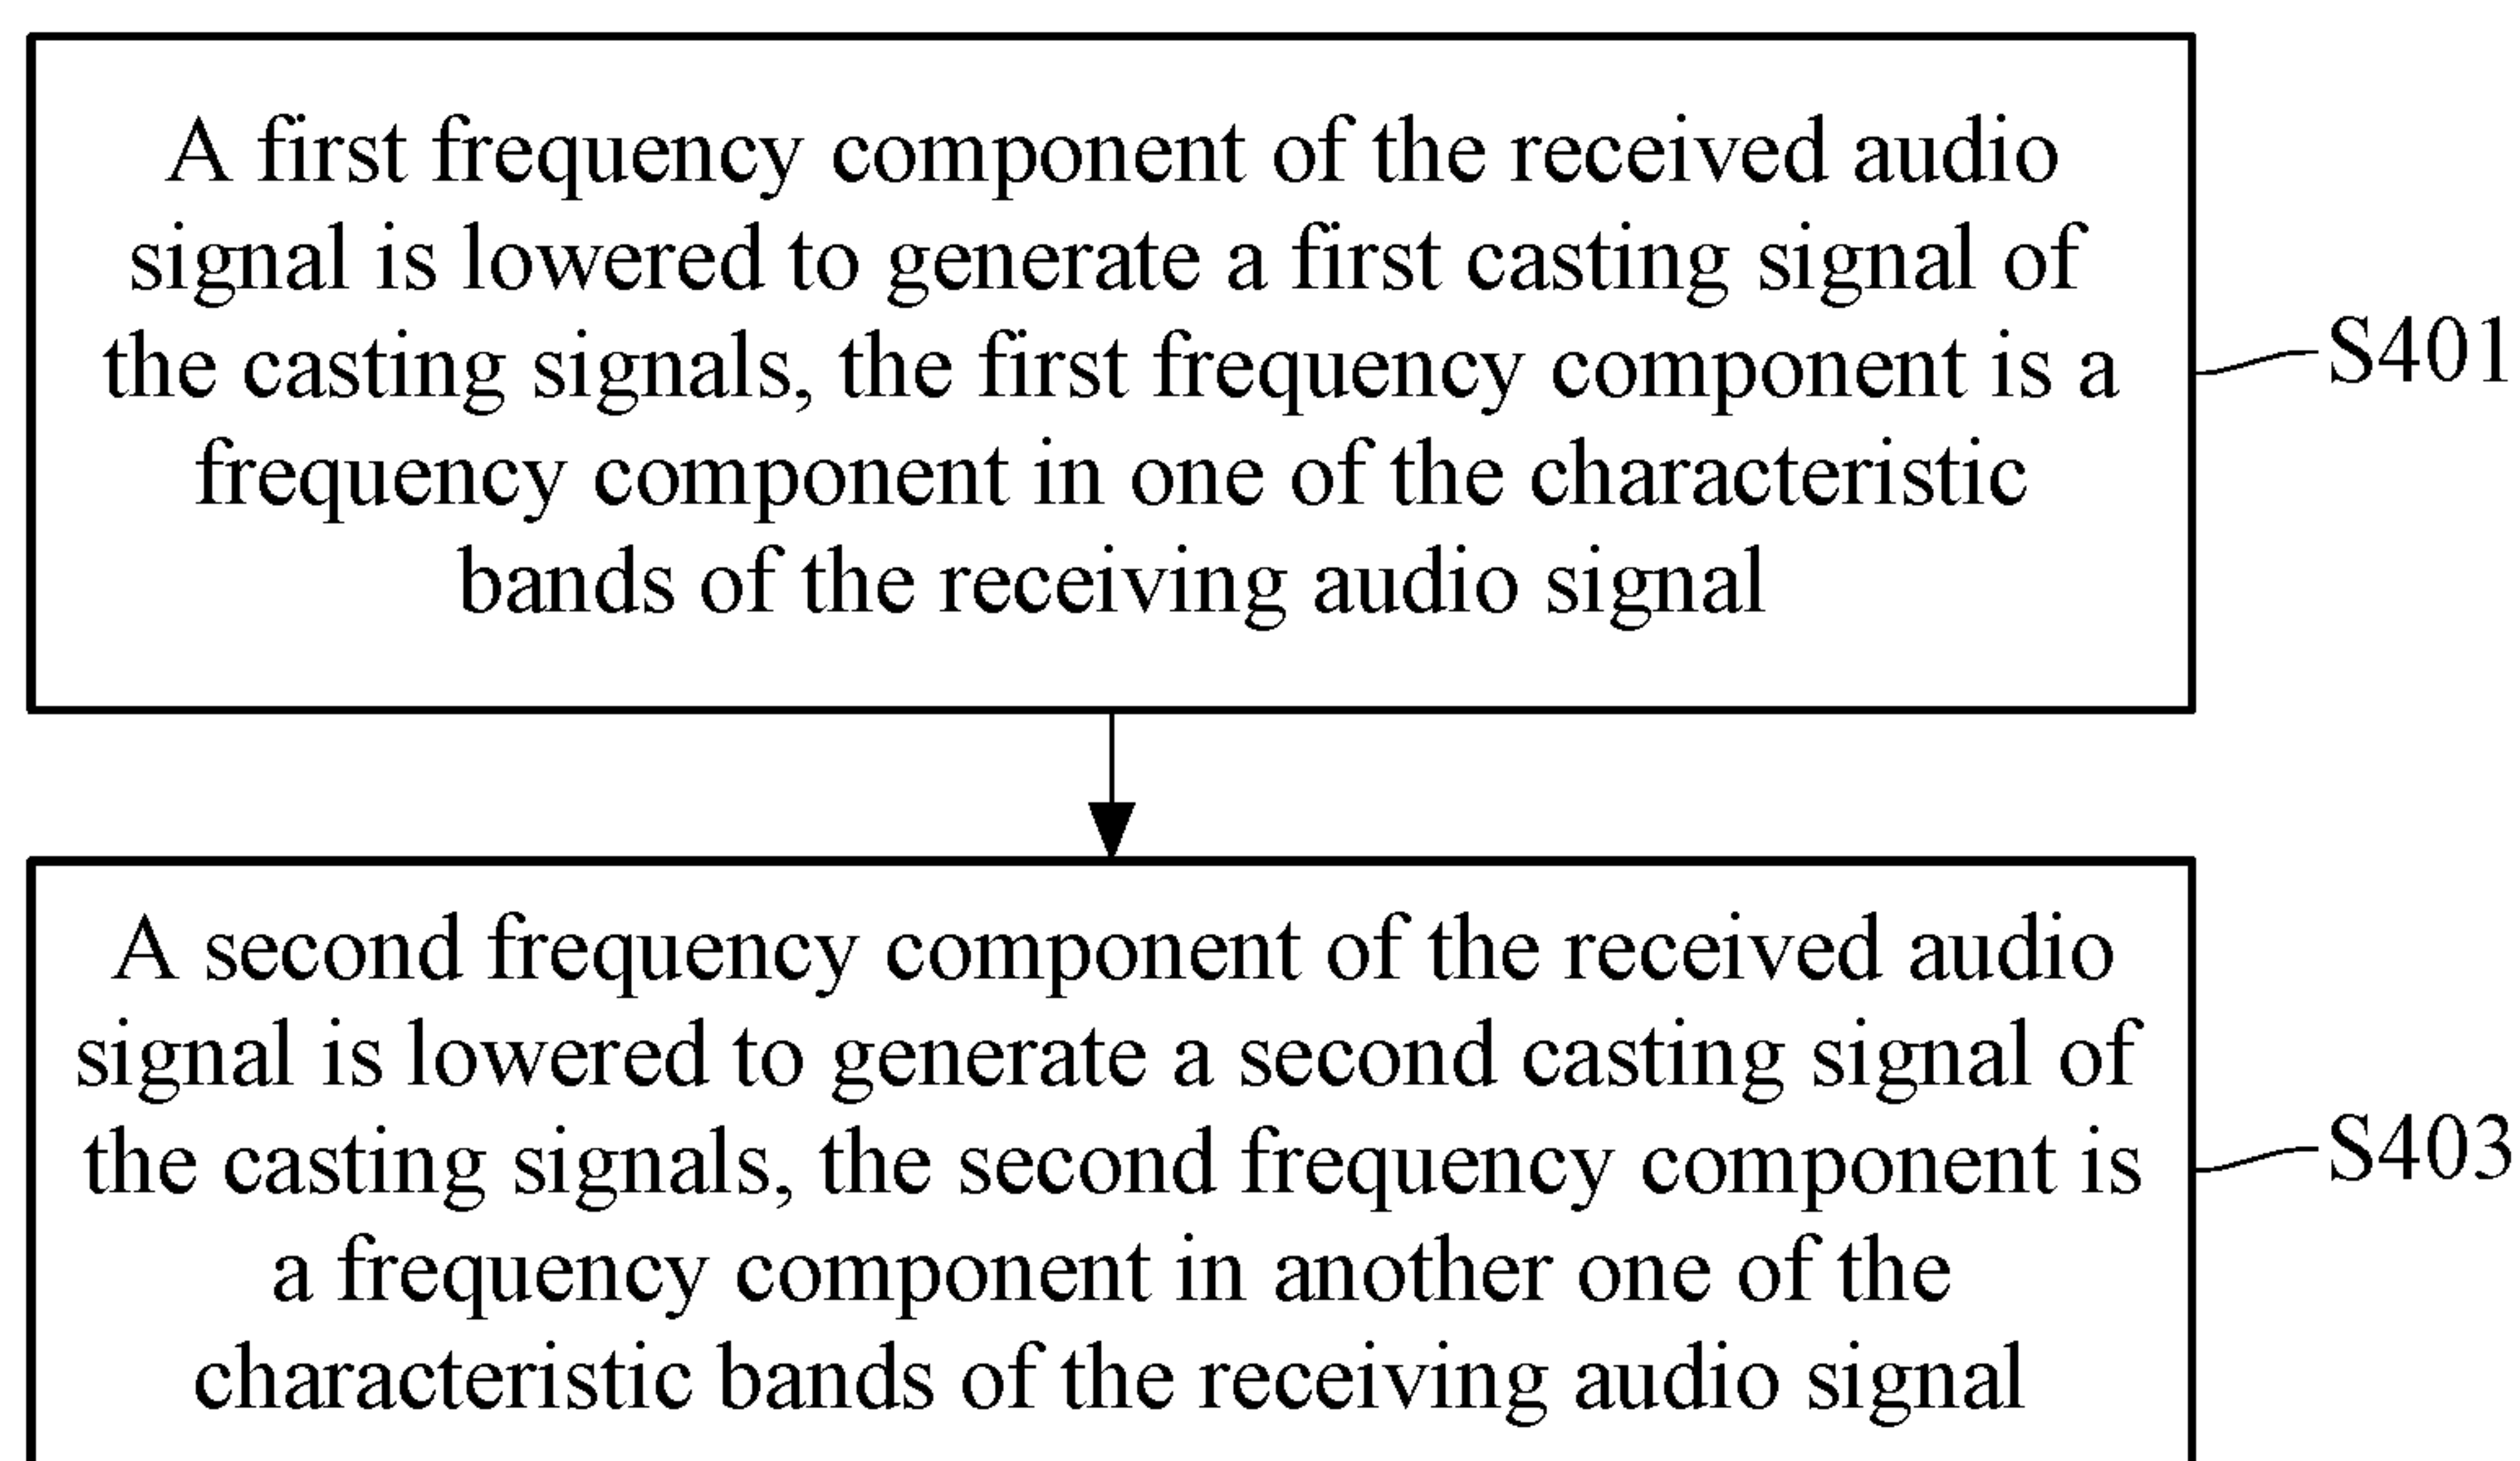 A first frequency component of the received audio
signal is lowered to generate a first casting signal of
the casting signals, the first frequency component is a
frequency component in one of the characteristic
bands of the receiving audio signal
S401
A second frequency component of the received audio
signal is lowered to generate a second casting signal of
the casting signals, the second frequency component is
a frequency component in another one of the
characteristic bands of the receiving audio signal
S403